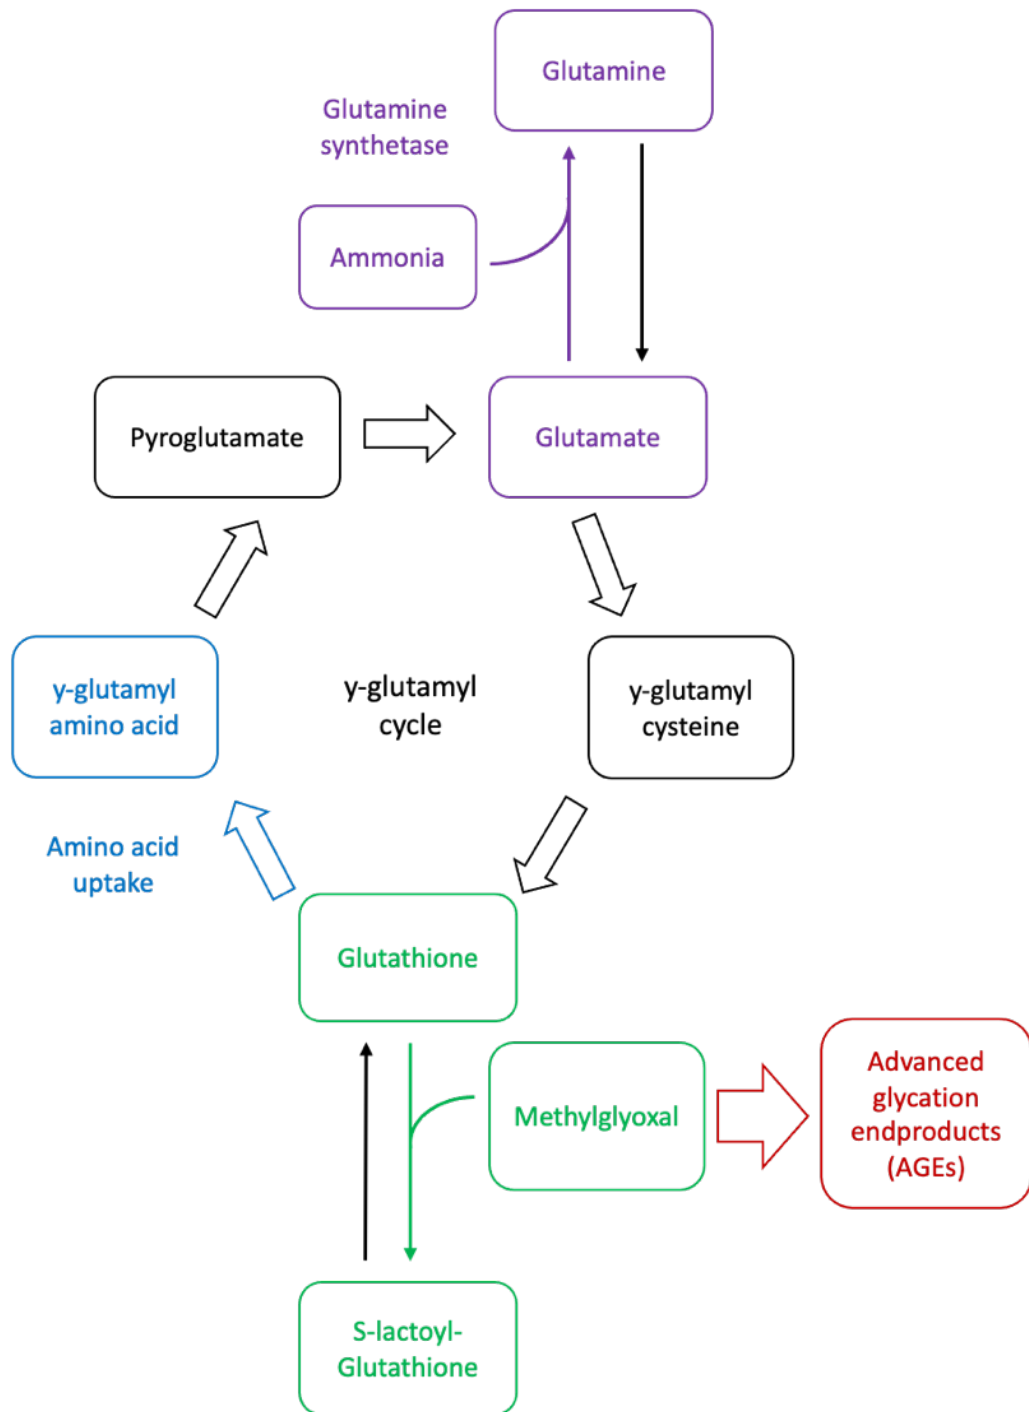 Glutamine
Glutamine
synthetase
Ammonia
Pyroglutamate
Glutamate
y-glutamyl
amino acid
y-glutamyl
cycle
y-glutamyl
cysteine
Amino acid
uptake
Glutathione
Methylglyoxal
Advanced
glycation
endproducts
(AGEs)
S-lactoyl-
Glutathione